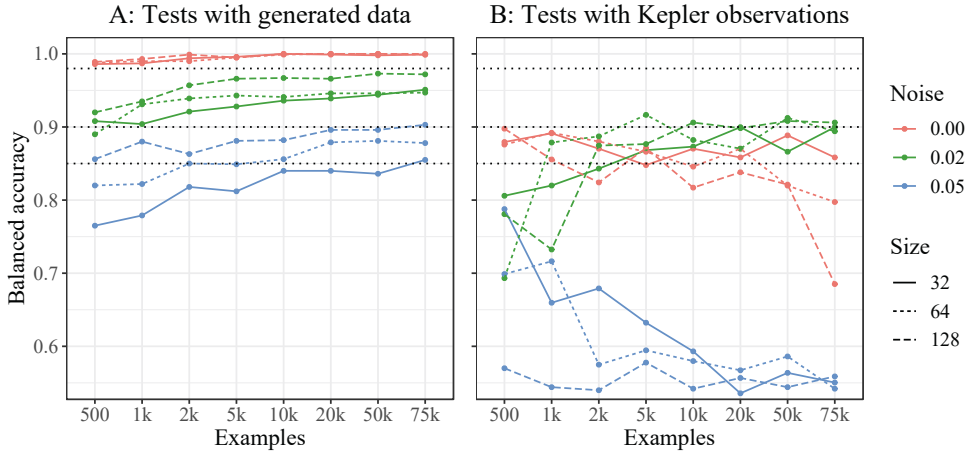 A: Tests with generated data
B: Tests with Kepler observations
Balanced accuracy
1.0
0.9
0.8
0.7
0.6
500 1k 2k 5k 10k 20k 50k 75k
Examples
500 1k 2k 5k 10k 20k 50k 75k
Examples
Noise
0.00
0.02
0.05
Size
32
64
128